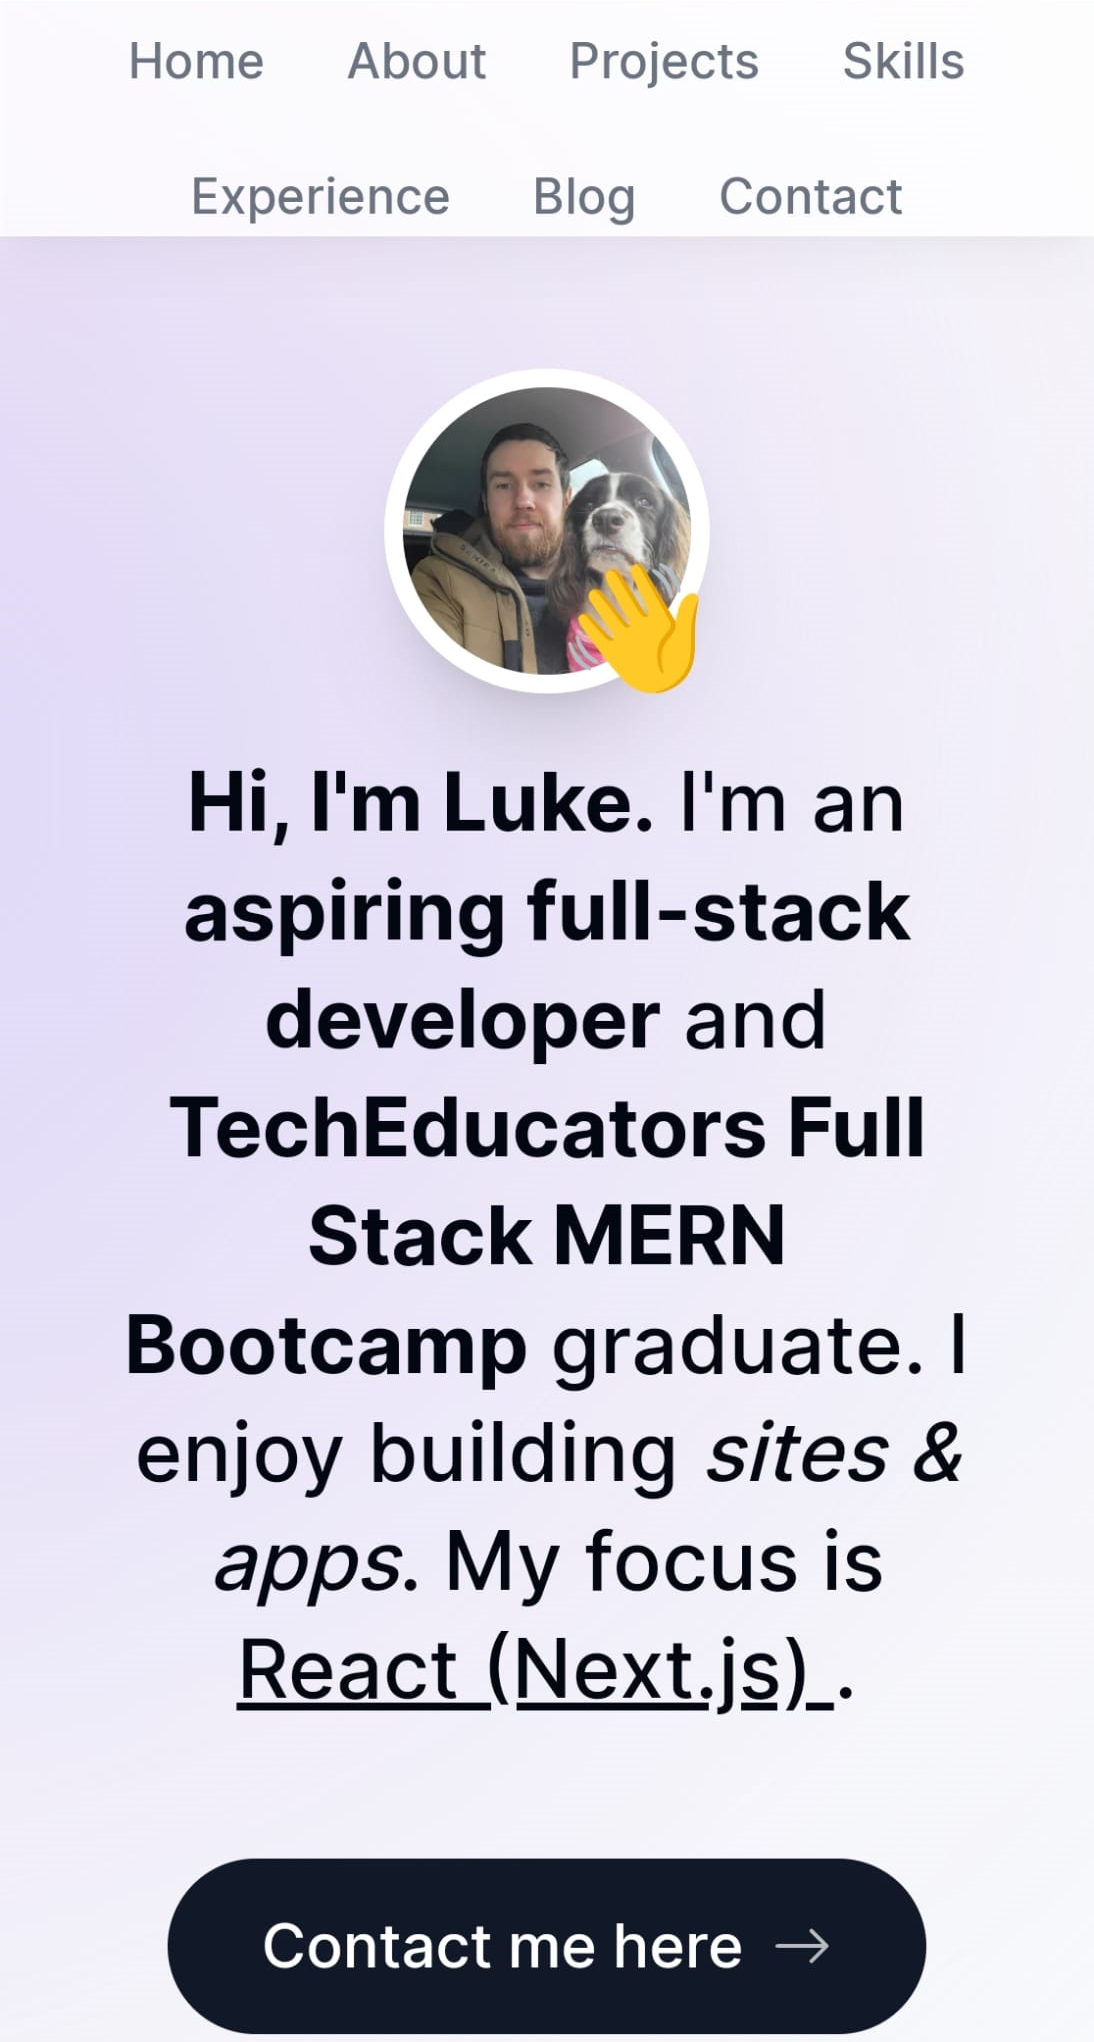 Home About Projects Skills
Experience Blog Contact
Hi, I'm Luke. I'm an
aspiring full-stack
developer and
TechEducators Full
Stack MERN
Bootcamp graduate. I
enjoy building sites &
apps. My focus is
React (Next.js) .
Contact me here →